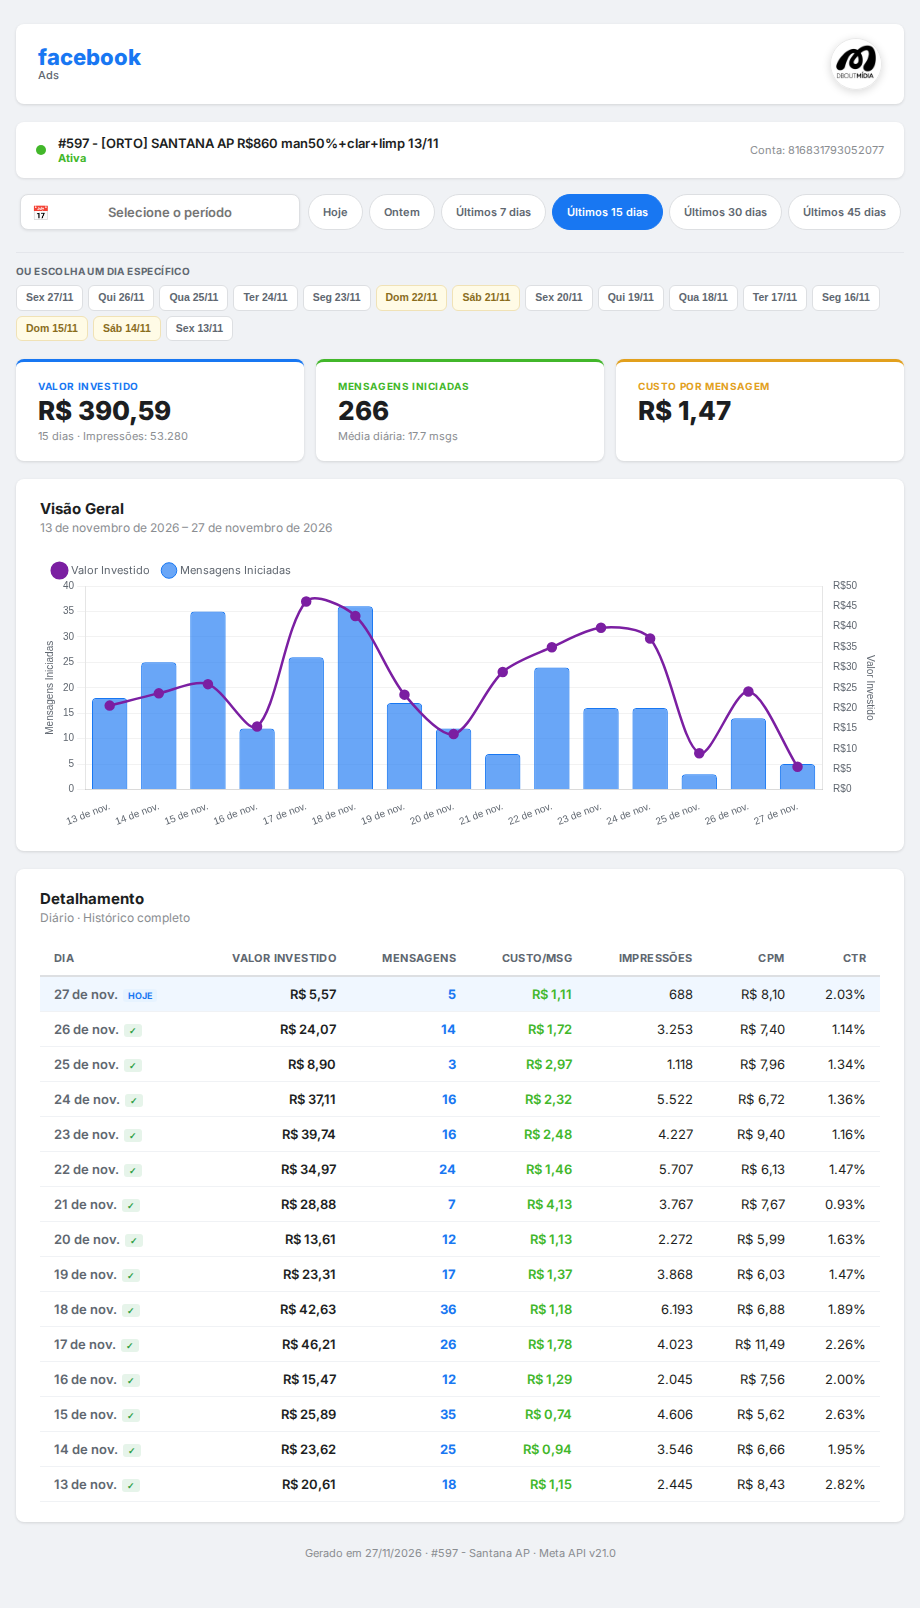 facebook
Ads
DBOUTMÍDIA
#597 - [ORTO] SANTANA AP R$860 man50%+clar+limp 13/11
Ativa
Conta: 816831793052077
Selecione o período
Hoje
Ontem
Últimos 7 dias
Últimos 15 dias
Últimos 30 dias
Últimos 45 dias
OU ESCOLHA UM DIA ESPECÍFICO
Sex 27/11
Qui 26/11
Qua 25/11
Ter 24/11
Seg 23/11
Dom 22/11
Sáb 21/11
Sex 20/11
Qui 19/11
Qua 18/11
Ter 17/11
Seg 16/11
Dom 15/11
Sáb 14/11
Sex 13/11
VALOR INVESTIDO
R$ 390,59
15 dias · Impressões: 53.280
MENSAGENS INICIADAS
266
Média diária: 17.7 msgs
CUSTO POR MENSAGEM
R$ 1,47
Visão Geral
13 de novembro de 2026 – 27 de novembro de 2026
Valor Investido
Mensagens Iniciadas
Mensagens Iniciadas
40
35
30
25
20
15
10
5
0
R$50
R$45
R$40
R$35
R$30
R$25
R$20
R$15
R$10
R$5
R$0
Valor Investido
13 de nov.
14 de nov.
15 de nov.
16 de nov.
17 de nov.
18 de nov.
19 de nov.
20 de nov.
21 de nov.
22 de nov.
23 de nov.
24 de nov.
25 de nov.
26 de nov.
27 de nov.
Detalhamento
Diário · Histórico completo
DIA VALOR INVESTIDO MENSAGENS CUSTO/MSG IMPRESSÕES CPM CTR
27 de nov. HOJE R$ 5,57 5 R$ 1,11 688 R$ 8,10 2.03%
26 de nov. ✓ R$ 24,07 14 R$ 1,72 3.253 R$ 7,40 1.14%
25 de nov. ✓ R$ 8,90 3 R$ 2,97 1.118 R$ 7,96 1.34%
24 de nov. ✓ R$ 37,11 16 R$ 2,32 5.522 R$ 6,72 1.36%
23 de nov. ✓ R$ 39,74 16 R$ 2,48 4.227 R$ 9,40 1.16%
22 de nov. ✓ R$ 34,97 24 R$ 1,46 5.707 R$ 6,13 1.47%
21 de nov. ✓ R$ 28,88 7 R$ 4,13 3.767 R$ 7,67 0.93%
20 de nov. ✓ R$ 13,61 12 R$ 1,13 2.272 R$ 5,99 1.63%
19 de nov. ✓ R$ 23,31 17 R$ 1,37 3.868 R$ 6,03 1.47%
18 de nov. ✓ R$ 42,63 36 R$ 1,18 6.193 R$ 6,88 1.89%
17 de nov. ✓ R$ 46,21 26 R$ 1,78 4.023 R$ 11,49 2.26%
16 de nov. ✓ R$ 15,47 12 R$ 1,29 2.045 R$ 7,56 2.00%
15 de nov. ✓ R$ 25,89 35 R$ 0,74 4.606 R$ 5,62 2.63%
14 de nov. ✓ R$ 23,62 25 R$ 0,94 3.546 R$ 6,66 1.95%
13 de nov. ✓ R$ 20,61 18 R$ 1,15 2.445 R$ 8,43 2.82%
Gerado em 27/11/2026 · #597 - Santana AP · Meta API v21.0